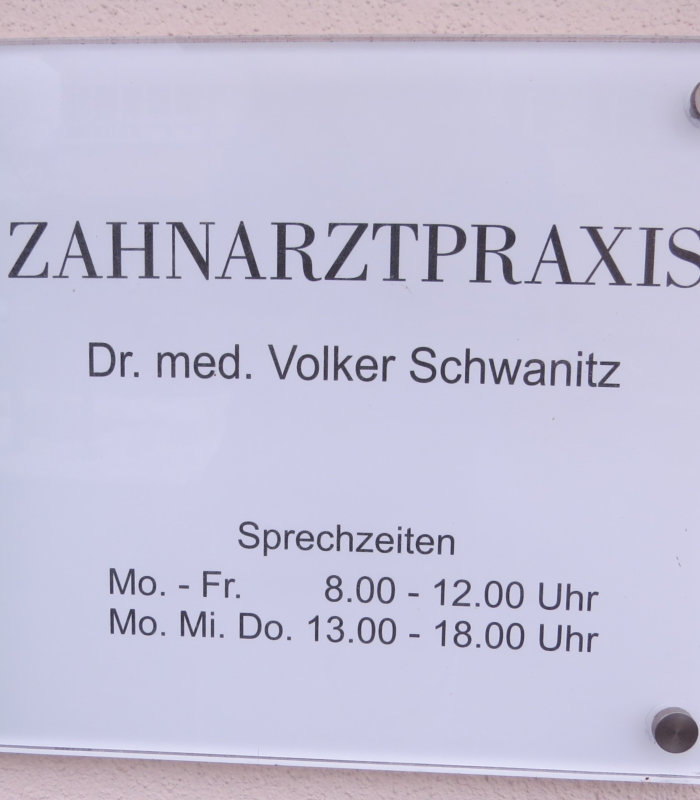 ZAHNARZTPRAXIS
Dr. med. Volker Schwanitz
Sprechzeiten
Mo. - Fr. 8.00 - 12.00 Uhr
Mo. Mi. Do. 13.00 - 18.00 Uhr